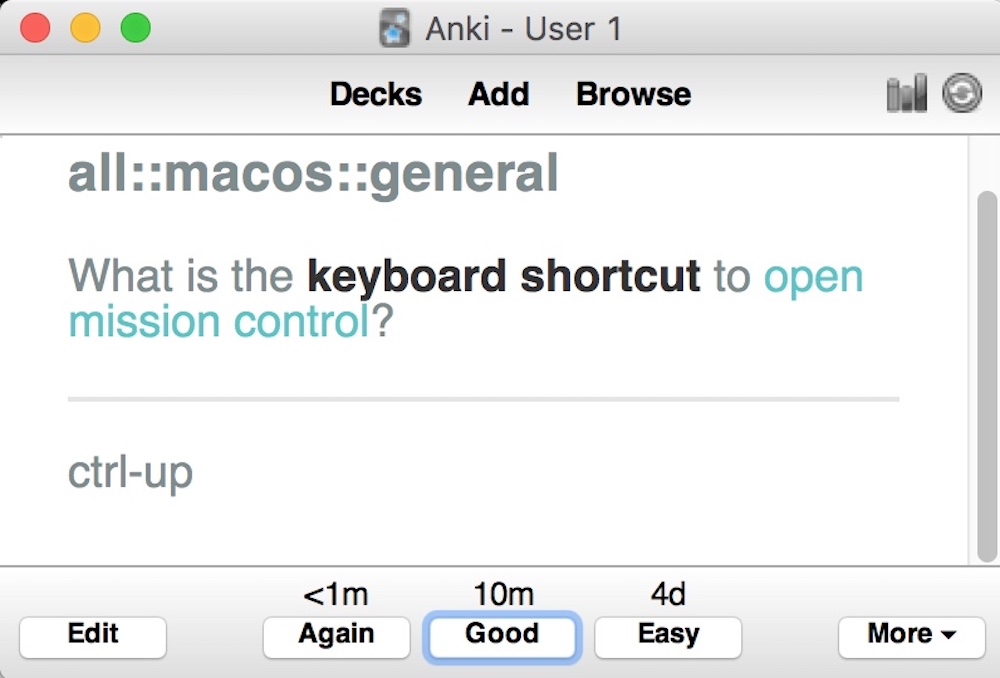 Anki - User 1
Decks Add Browse
all::macos::general
What is the keyboard shortcut to open
mission control?
ctrl-up
<1m 10m 4d
Edit Again Good Easy More